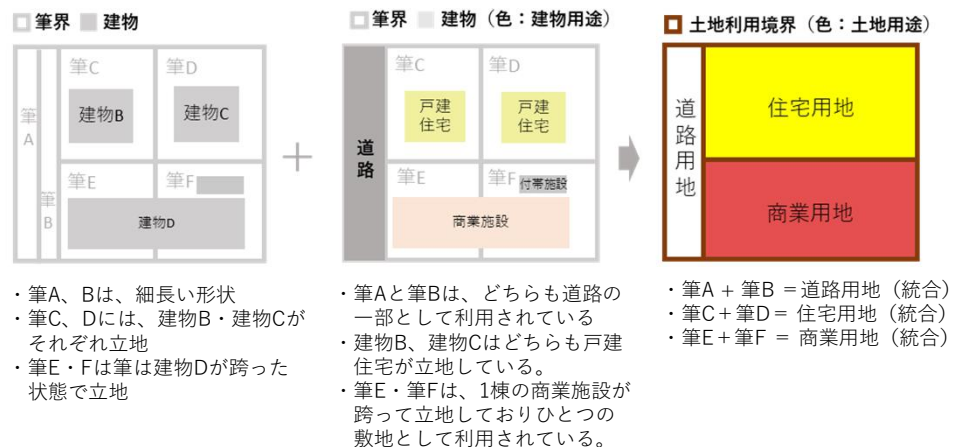 筆界 建物
筆A
筆B
筆C
筆D
建物B
建物C
筆E
筆F
建物D
・筆A、Bは、細長い形状
・筆C、Dには、建物B・建物Cが
それぞれ立地
・筆E・Fは筆は建物Dが跨った
状態で立地
＋
筆界 建物（色：建物用途）
道路
筆C
筆D
戸建
住宅
戸建
住宅
筆E
筆F
付帯施設
商業施設
・筆Aと筆Bは、どちらも道路の
一部として利用されている
・建物B、建物Cはどちらも戸建
住宅が立地している。
・筆E・筆Fは、1棟の商業施設が
跨って立地しておりひとつの
敷地として利用されている。
土地利用境界（色：土地用途）
道路用地
住宅用地
商業用地
・筆A + 筆B ＝道路用地（統合）
・筆C＋筆D＝ 住宅用地（統合）
・筆E＋筆F ＝ 商業用地（統合）